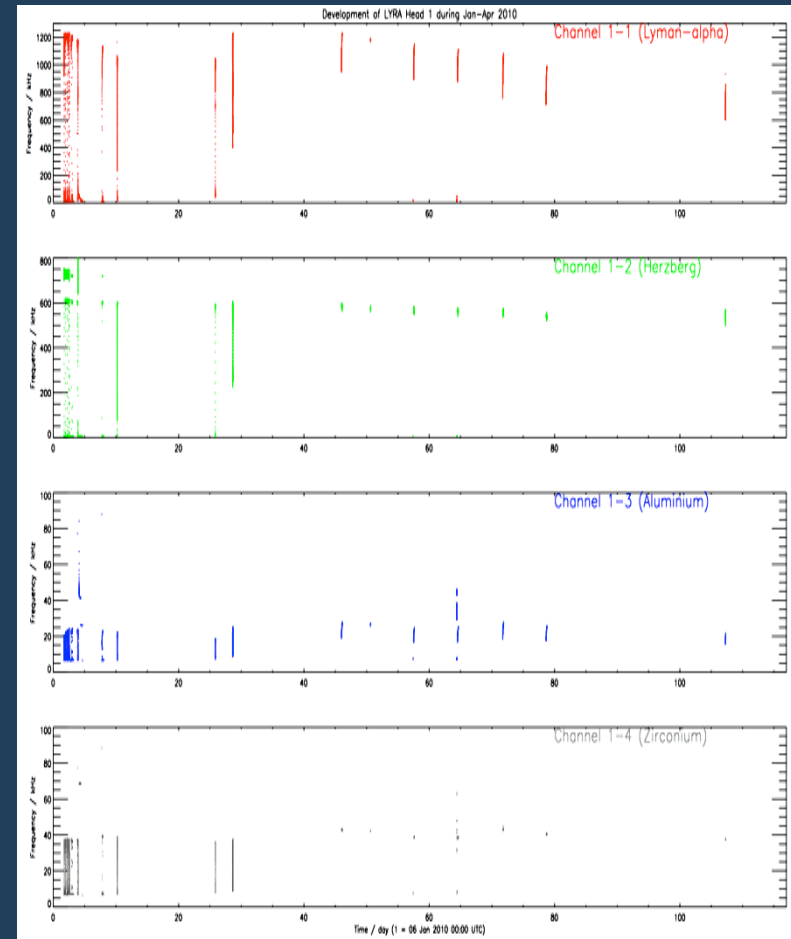 Development of LYRA Head 1 during Jan-Apr 2010
Channel 1-1 (Lyman-alpha)
Frequency / kHz
1200
1000
800
600
400
200
0
0 20 40 60 80 100
Channel 1-2 (Herzberg)
Frequency / kHz
800
600
400
200
0
0 20 40 60 80 100
Channel 1-3 (Aluminium)
Frequency / kHz
100
80
60
40
20
0
0 20 40 60 80 100
Channel 1-4 (Zirconium)
Frequency / kHz
100
80
60
40
20
0
0 20 40 60 80 100
Time / day (1 = 06 Jan 2010 00:00 UTC)